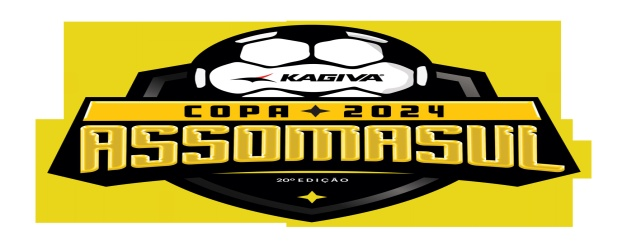 KAGIVA
COPA 2024
ASSOMASUL
20º EDIÇÃO